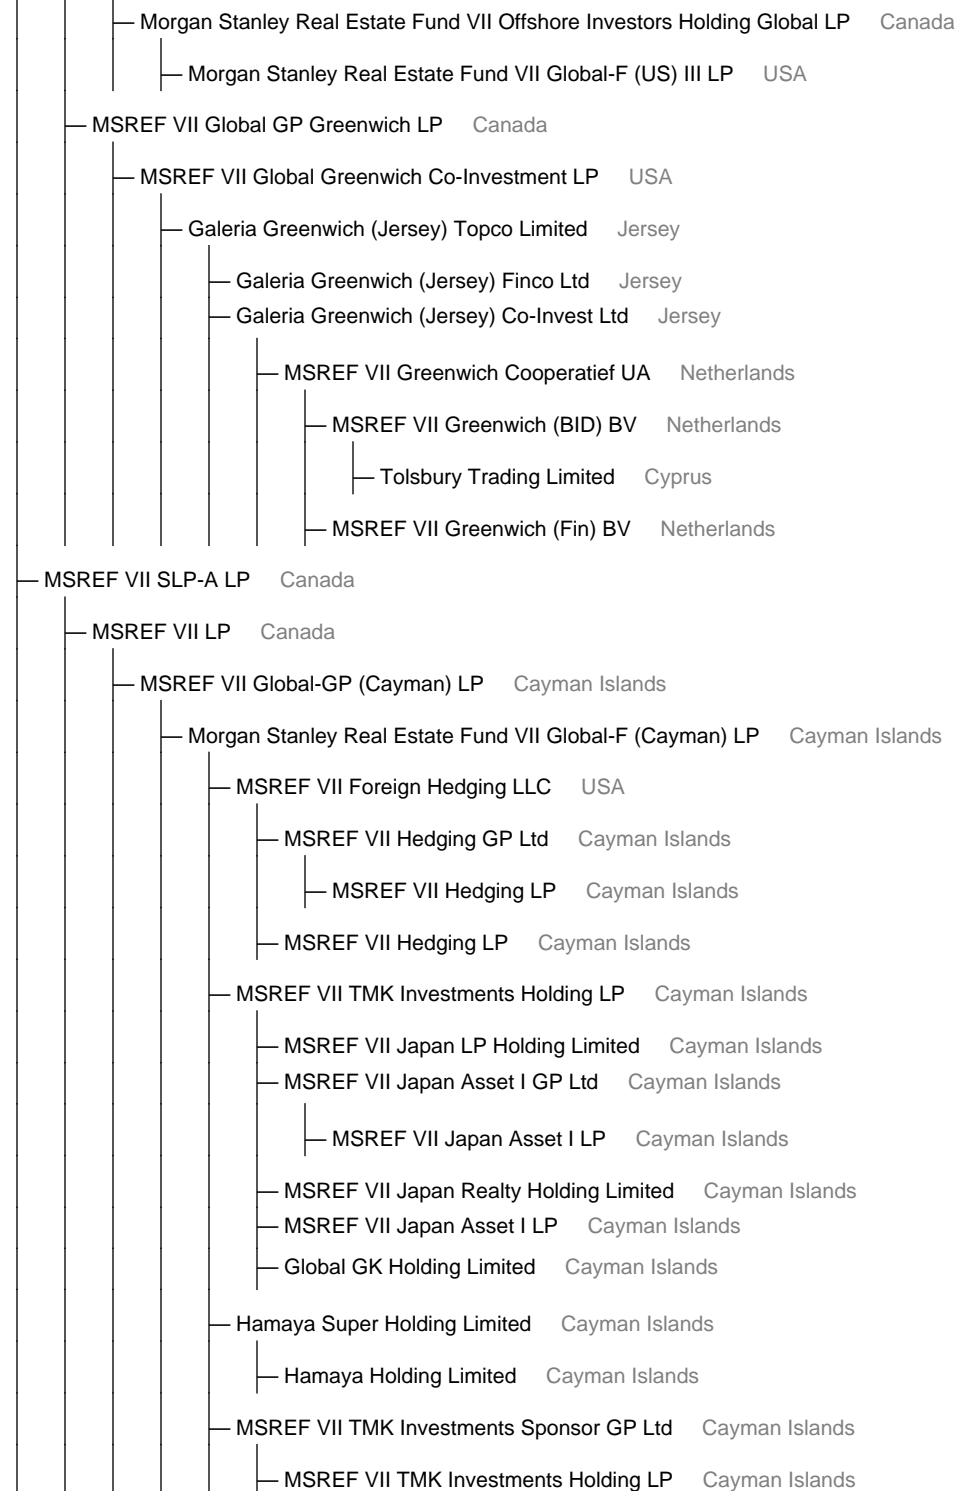 Morgan Stanley Real Estate Fund VII Offshore Investors Holding Global LP Canada
Morgan Stanley Real Estate Fund VII Global-F (US) III LP USA
MSREF VII Global GP Greenwich LP Canada
MSREF VII Global Greenwich Co-Investment LP USA
Galeria Greenwich (Jersey) Topco Limited Jersey
Galeria Greenwich (Jersey) Finco Ltd Jersey
Galeria Greenwich (Jersey) Co-Invest Ltd Jersey
MSREF VII Greenwich Cooperatief UA Netherlands
MSREF VII Greenwich (BID) BV Netherlands
Tolsbury Trading Limited Cyprus
MSREF VII Greenwich (Fin) BV Netherlands
MSREF VII SLP-A LP Canada
MSREF VII LP Canada
MSREF VII Global-GP (Cayman) LP Cayman Islands
Morgan Stanley Real Estate Fund VII Global-F (Cayman) LP Cayman Islands
MSREF VII Foreign Hedging LLC USA
MSREF VII Hedging GP Ltd Cayman Islands
MSREF VII Hedging LP Cayman Islands
MSREF VII Hedging LP Cayman Islands
MSREF VII TMK Investments Holding LP Cayman Islands
MSREF VII Japan LP Holding Limited Cayman Islands
MSREF VII Japan Asset I GP Ltd Cayman Islands
MSREF VII Japan Asset I LP Cayman Islands
MSREF VII Japan Realty Holding Limited Cayman Islands
MSREF VII Japan Asset I LP Cayman Islands
Global GK Holding Limited Cayman Islands
Hamaya Super Holding Limited Cayman Islands
Hamaya Holding Limited Cayman Islands
MSREF VII TMK Investments Sponsor GP Ltd Cayman Islands
MSREF VII TMK Investments Holding LP Cayman Islands